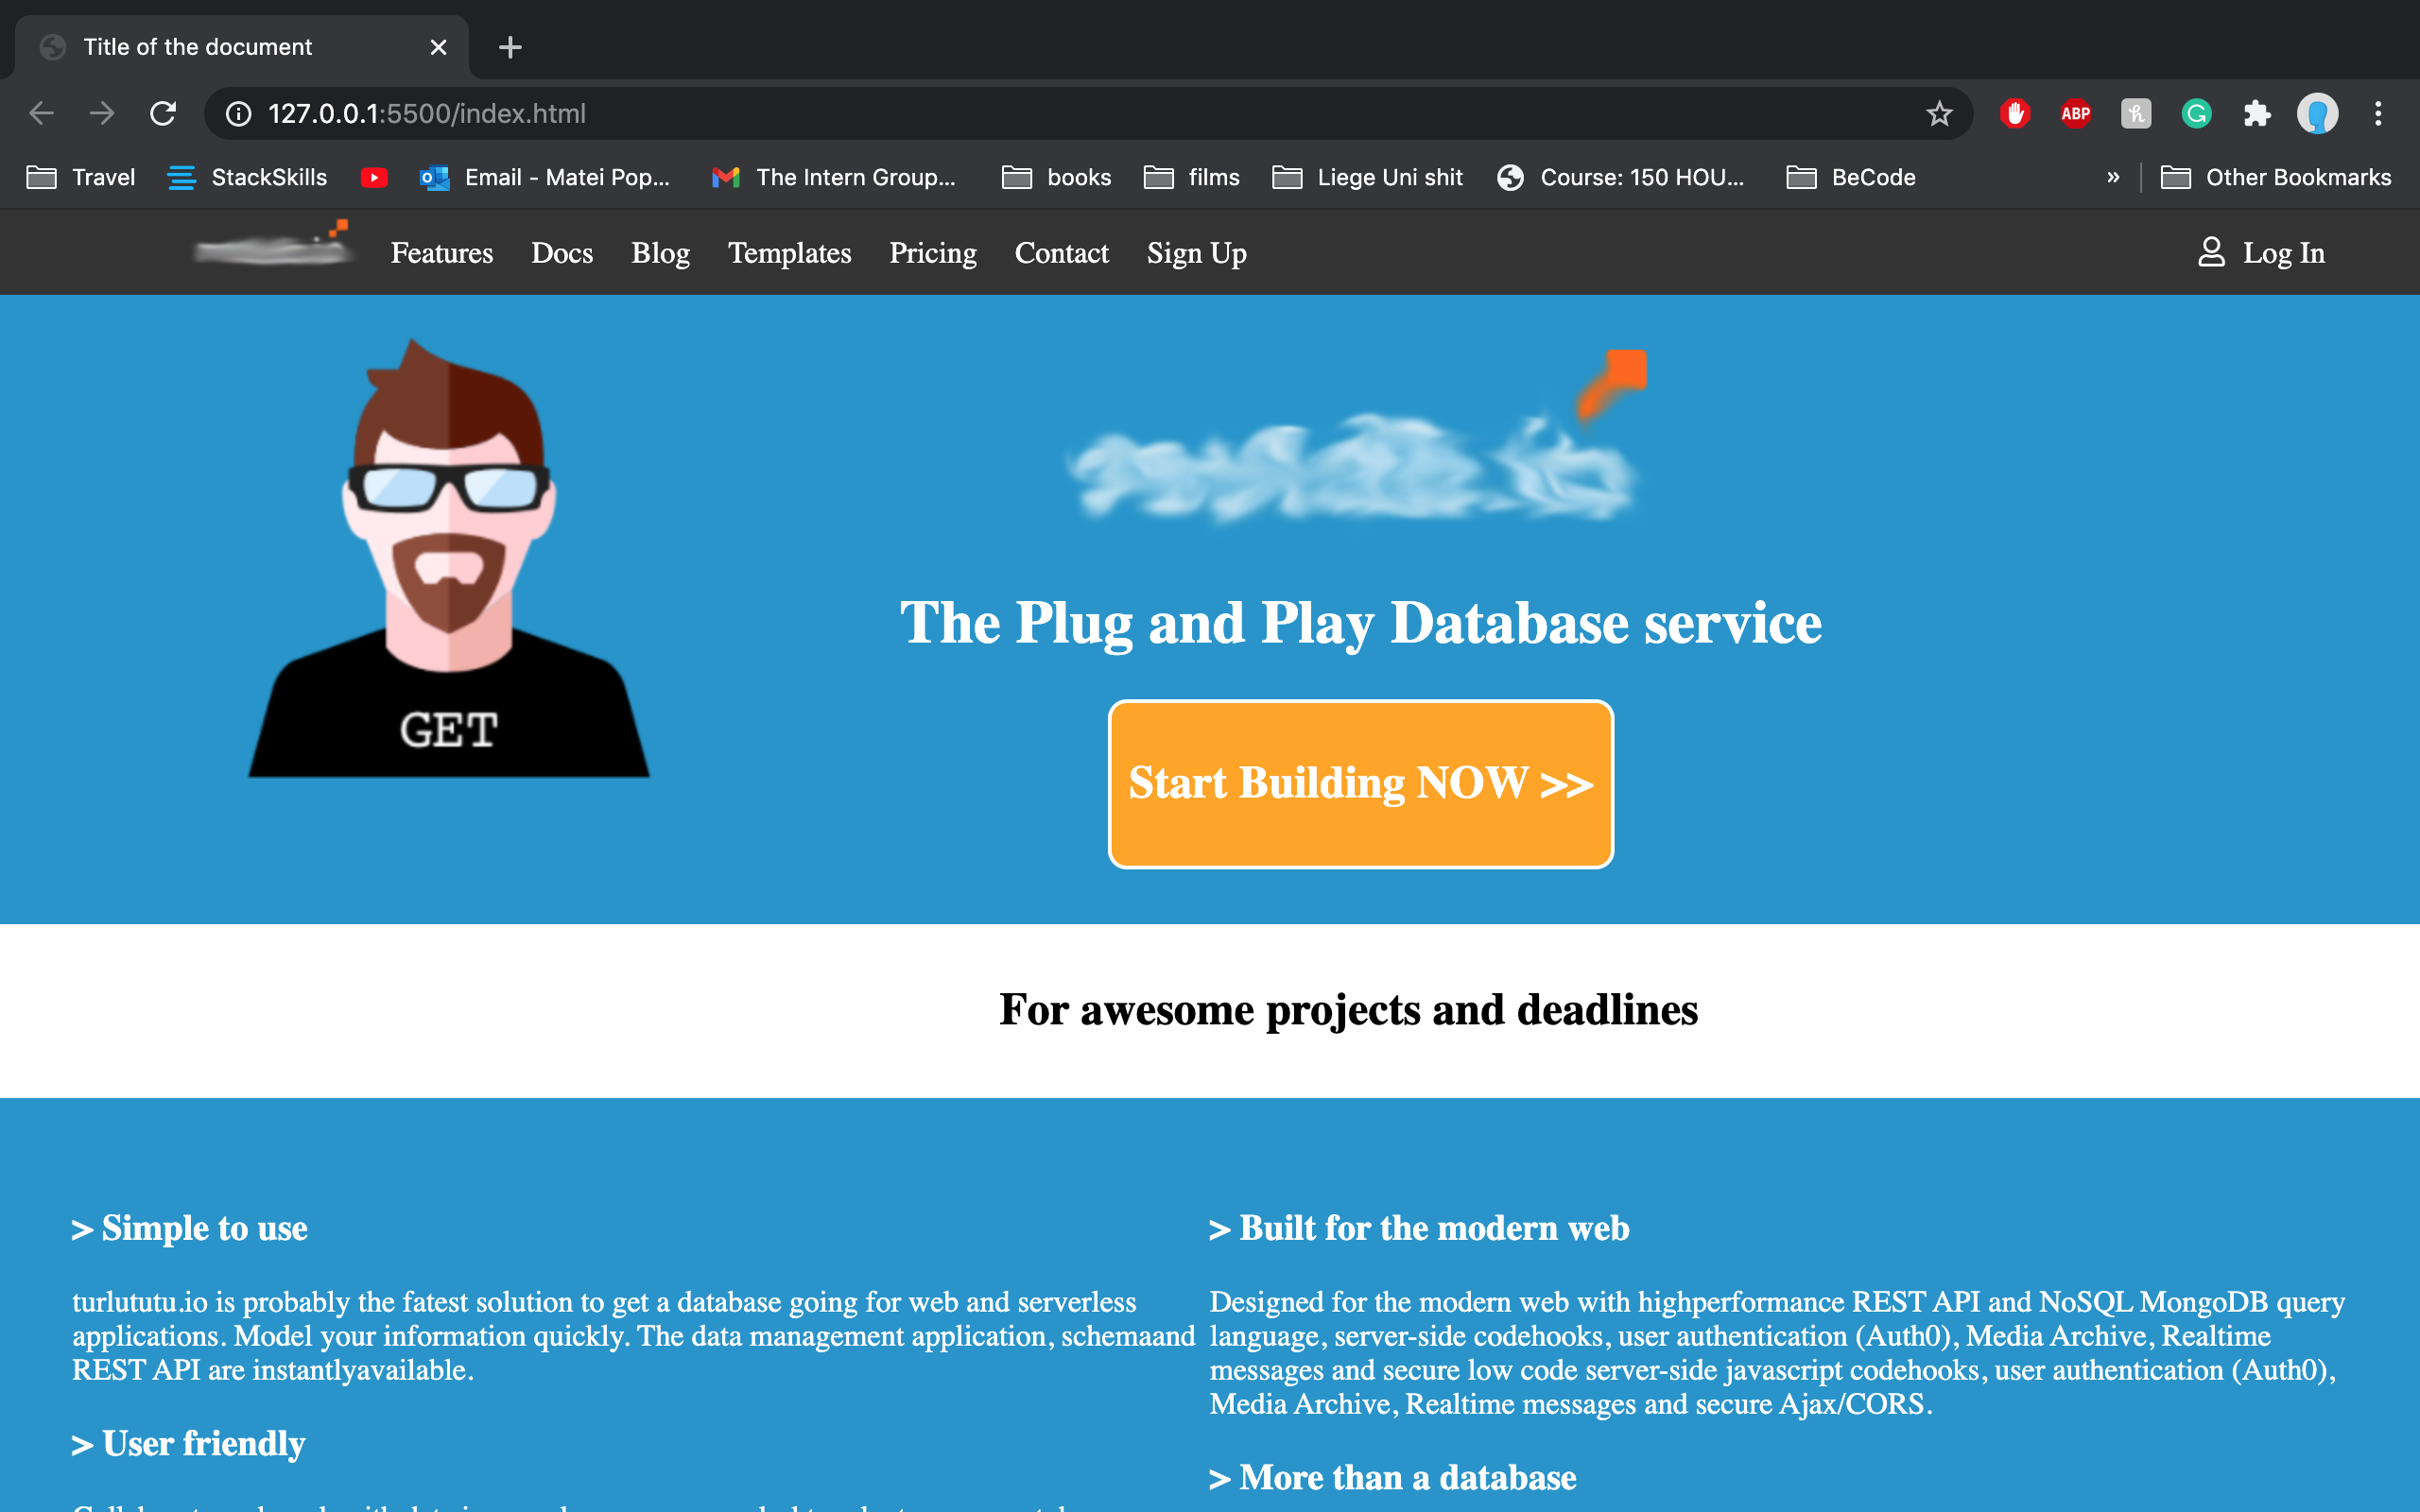 Title of the document
127.0.0.1:5500/index.html
ABP
Travel StackSkills Email - Matei Pop... The Intern Group... books films Liege Uni shit Course: 150 HOU... BeCode » Other Bookmarks
Features Docs Blog Templates Pricing Contact Sign Up Log In
GET
The Plug and Play Database service
Start Building NOW >>
For awesome projects and deadlines
> Simple to use
turlututu.io is probably the fatest solution to get a database going for web and serverless
applications. Model your information quickly. The data management application, schemaand
REST API are instantlyavailable.
> User friendly
> Built for the modern web
Designed for the modern web with highperformance REST API and NoSQL MongoDB query
language, server-side codehooks, user authentication (Auth0), Media Archive, Realtime
messages and secure low code server-side javascript codehooks, user authentication (Auth0),
Media Archive, Realtime messages and secure Ajax/CORS.
> More than a database